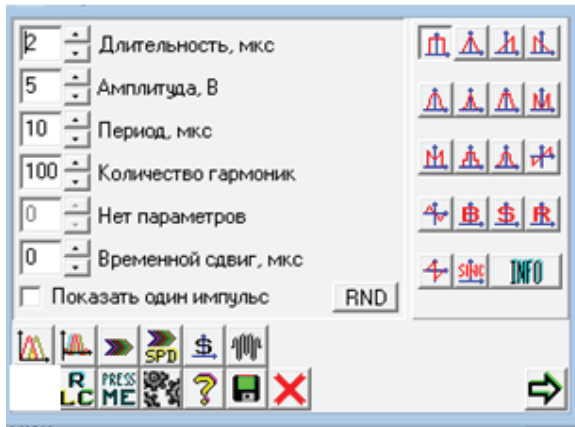 2 Длительность, мкс
5 Амплитуда, В
10 Период, мкс
100 Количество гармоник
0 Нет параметров
0 Временной сдвиг, мкс
Показать один импульс RND
B S R
SINC INFO
SPD $
R LC PRESS ME ?